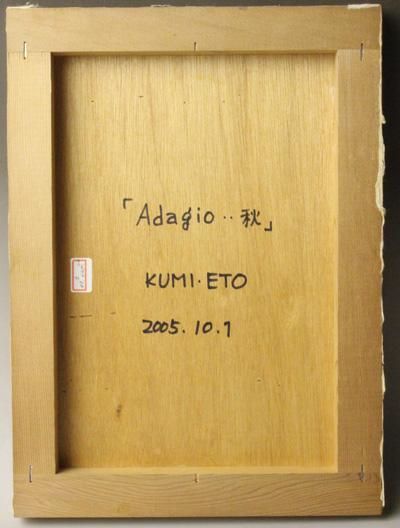 「Adagio‥秋」
KUMI・ETO
2005.10.1